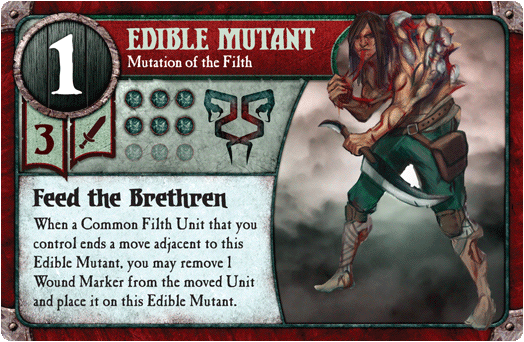 1
EDIBLE MUTANT
Mutation of the Filth
3
Feed the Brethren
When a Common Filth Unit that you
control ends a move adjacent to this
Edible Mutant, you may remove 1
Wound Marker from the moved Unit
and place it on this Edible Mutant.